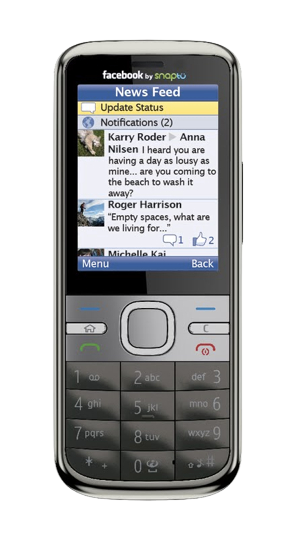 facebook by snaptu
News Feed
Update Status
Notifications (2)
Karry Roder ▶ Anna
Nilsen I heard you are
having a day as lousy as
mine... are you coming to
the beach to wash it
away?
Roger Harrison
“Empty spaces, what are
we living for...”
1 2
Michelle Kai
Menu Back
C
1 2 abc def 3
4 ghi 5 jkl mno 6
7 pqrs 8 tuv wxyz 9
* + 0 #